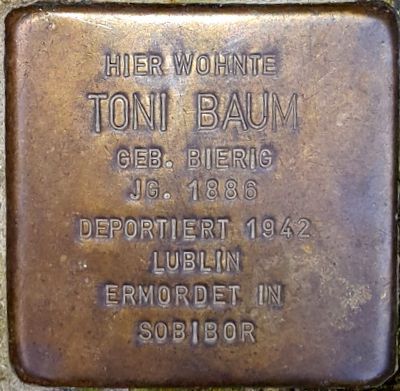 HIER WOHNTE
TONI BAUM
GEB. BIERIG
JG. 1886
DEPORTIERT 1942
LUBLIN
ERMORDET IN
SOBIBOR